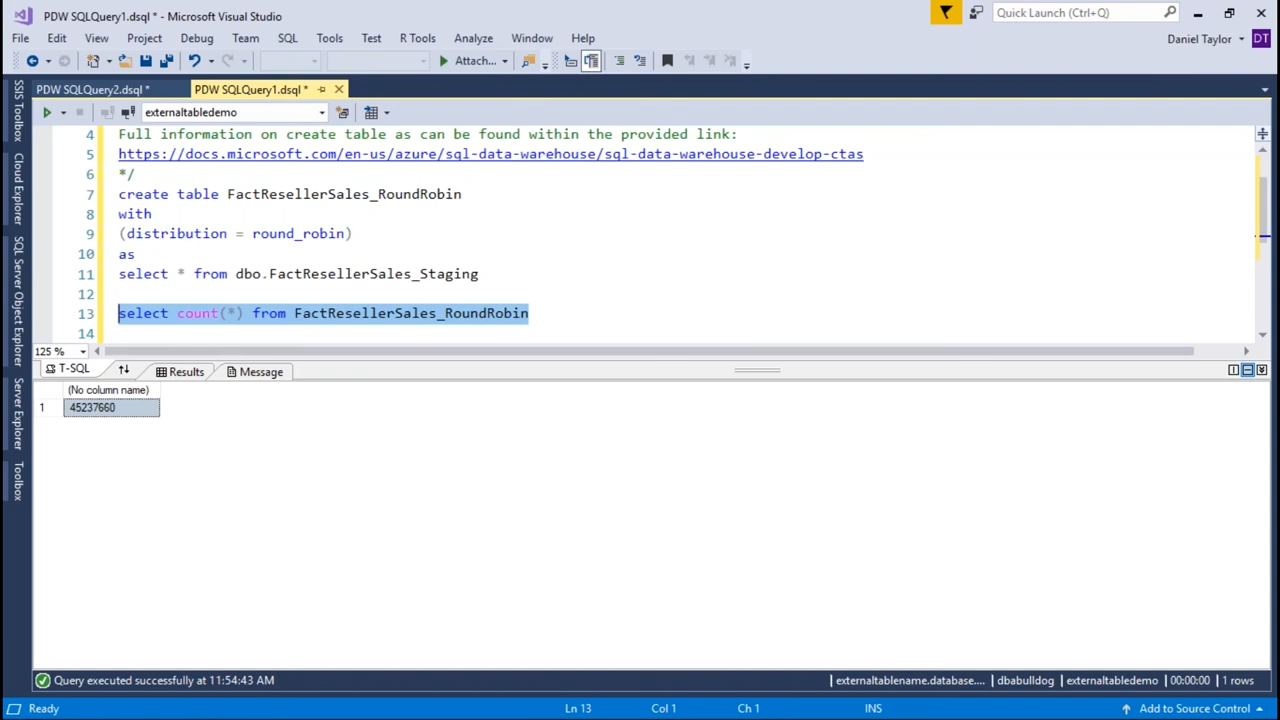 PDW SQLQuery1.dsql * - Microsoft Visual Studio
Quick Launch (Ctrl+Q)
File Edit View Project Debug Team SQL Tools Test R Tools Analyze Window Help
Daniel Taylor DT
Attach...
PDW SQLQuery2.dsql * PDW SQLQuery1.dsql *
externaltabledemo
SSIS Toolbox
Cloud Explorer
SQL Server Object Explorer
Server Explorer
Toolbox
4 Full information on create table as can be found within the provided link:
5 https://docs.microsoft.com/en-us/azure/sql-data-warehouse/sql-data-warehouse-develop-ctas
6 */
7 create table FactResellerSales_RoundRobin
8 with
9 (distribution = round_robin)
10 as
11 select * from dbo.FactResellerSales_Staging
12
13 select count(*) from FactResellerSales_RoundRobin
14
125 %
T-SQL Results Message
(No column name)
1 45237660
Query executed successfully at 11:54:43 AM
externaltablename.database.... dbabulldog externaltabledemo 00:00:00 1 rows
Ready Ln 13 Col 1 Ch 1 INS Add to Source Control